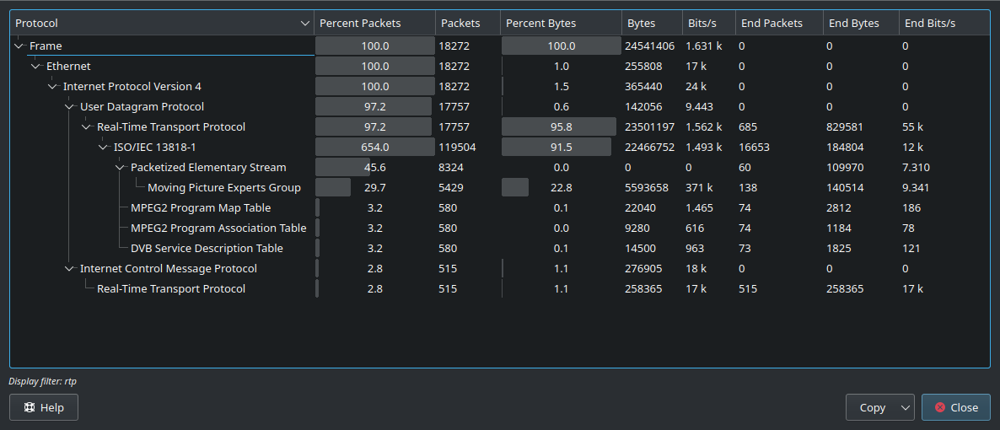 Protocol Percent Packets Packets Percent Bytes Bytes Bits/s End Packets End Bytes End Bits/s
Frame 100.0 18272 100.0 24541406 1.631 k 0 0 0
Ethernet 100.0 18272 1.0 255808 17 k 0 0 0
Internet Protocol Version 4 100.0 18272 1.5 365440 24 k 0 0 0
User Datagram Protocol 97.2 17757 0.6 142056 9.443 0 0 0
Real-Time Transport Protocol 97.2 17757 95.8 23501197 1.562 k 685 829581 55 k
ISO/IEC 13818-1 654.0 119504 91.5 22466752 1.493 k 16653 184804 12 k
Packetized Elementary Stream 45.6 8324 0.0 0 0 60 109970 7.310
Moving Picture Experts Group 29.7 5429 22.8 5593658 371 k 138 140514 9.341
MPEG2 Program Map Table 3.2 580 0.1 22040 1.465 74 2812 186
MPEG2 Program Association Table 3.2 580 0.0 9280 616 74 1184 78
DVB Service Description Table 3.2 580 0.1 14500 963 73 1825 121
Internet Control Message Protocol 2.8 515 1.1 276905 18 k 0 0 0
Real-Time Transport Protocol 2.8 515 1.1 258365 17 k 515 258365 17 k
Display filter: rtp
Help Copy Close